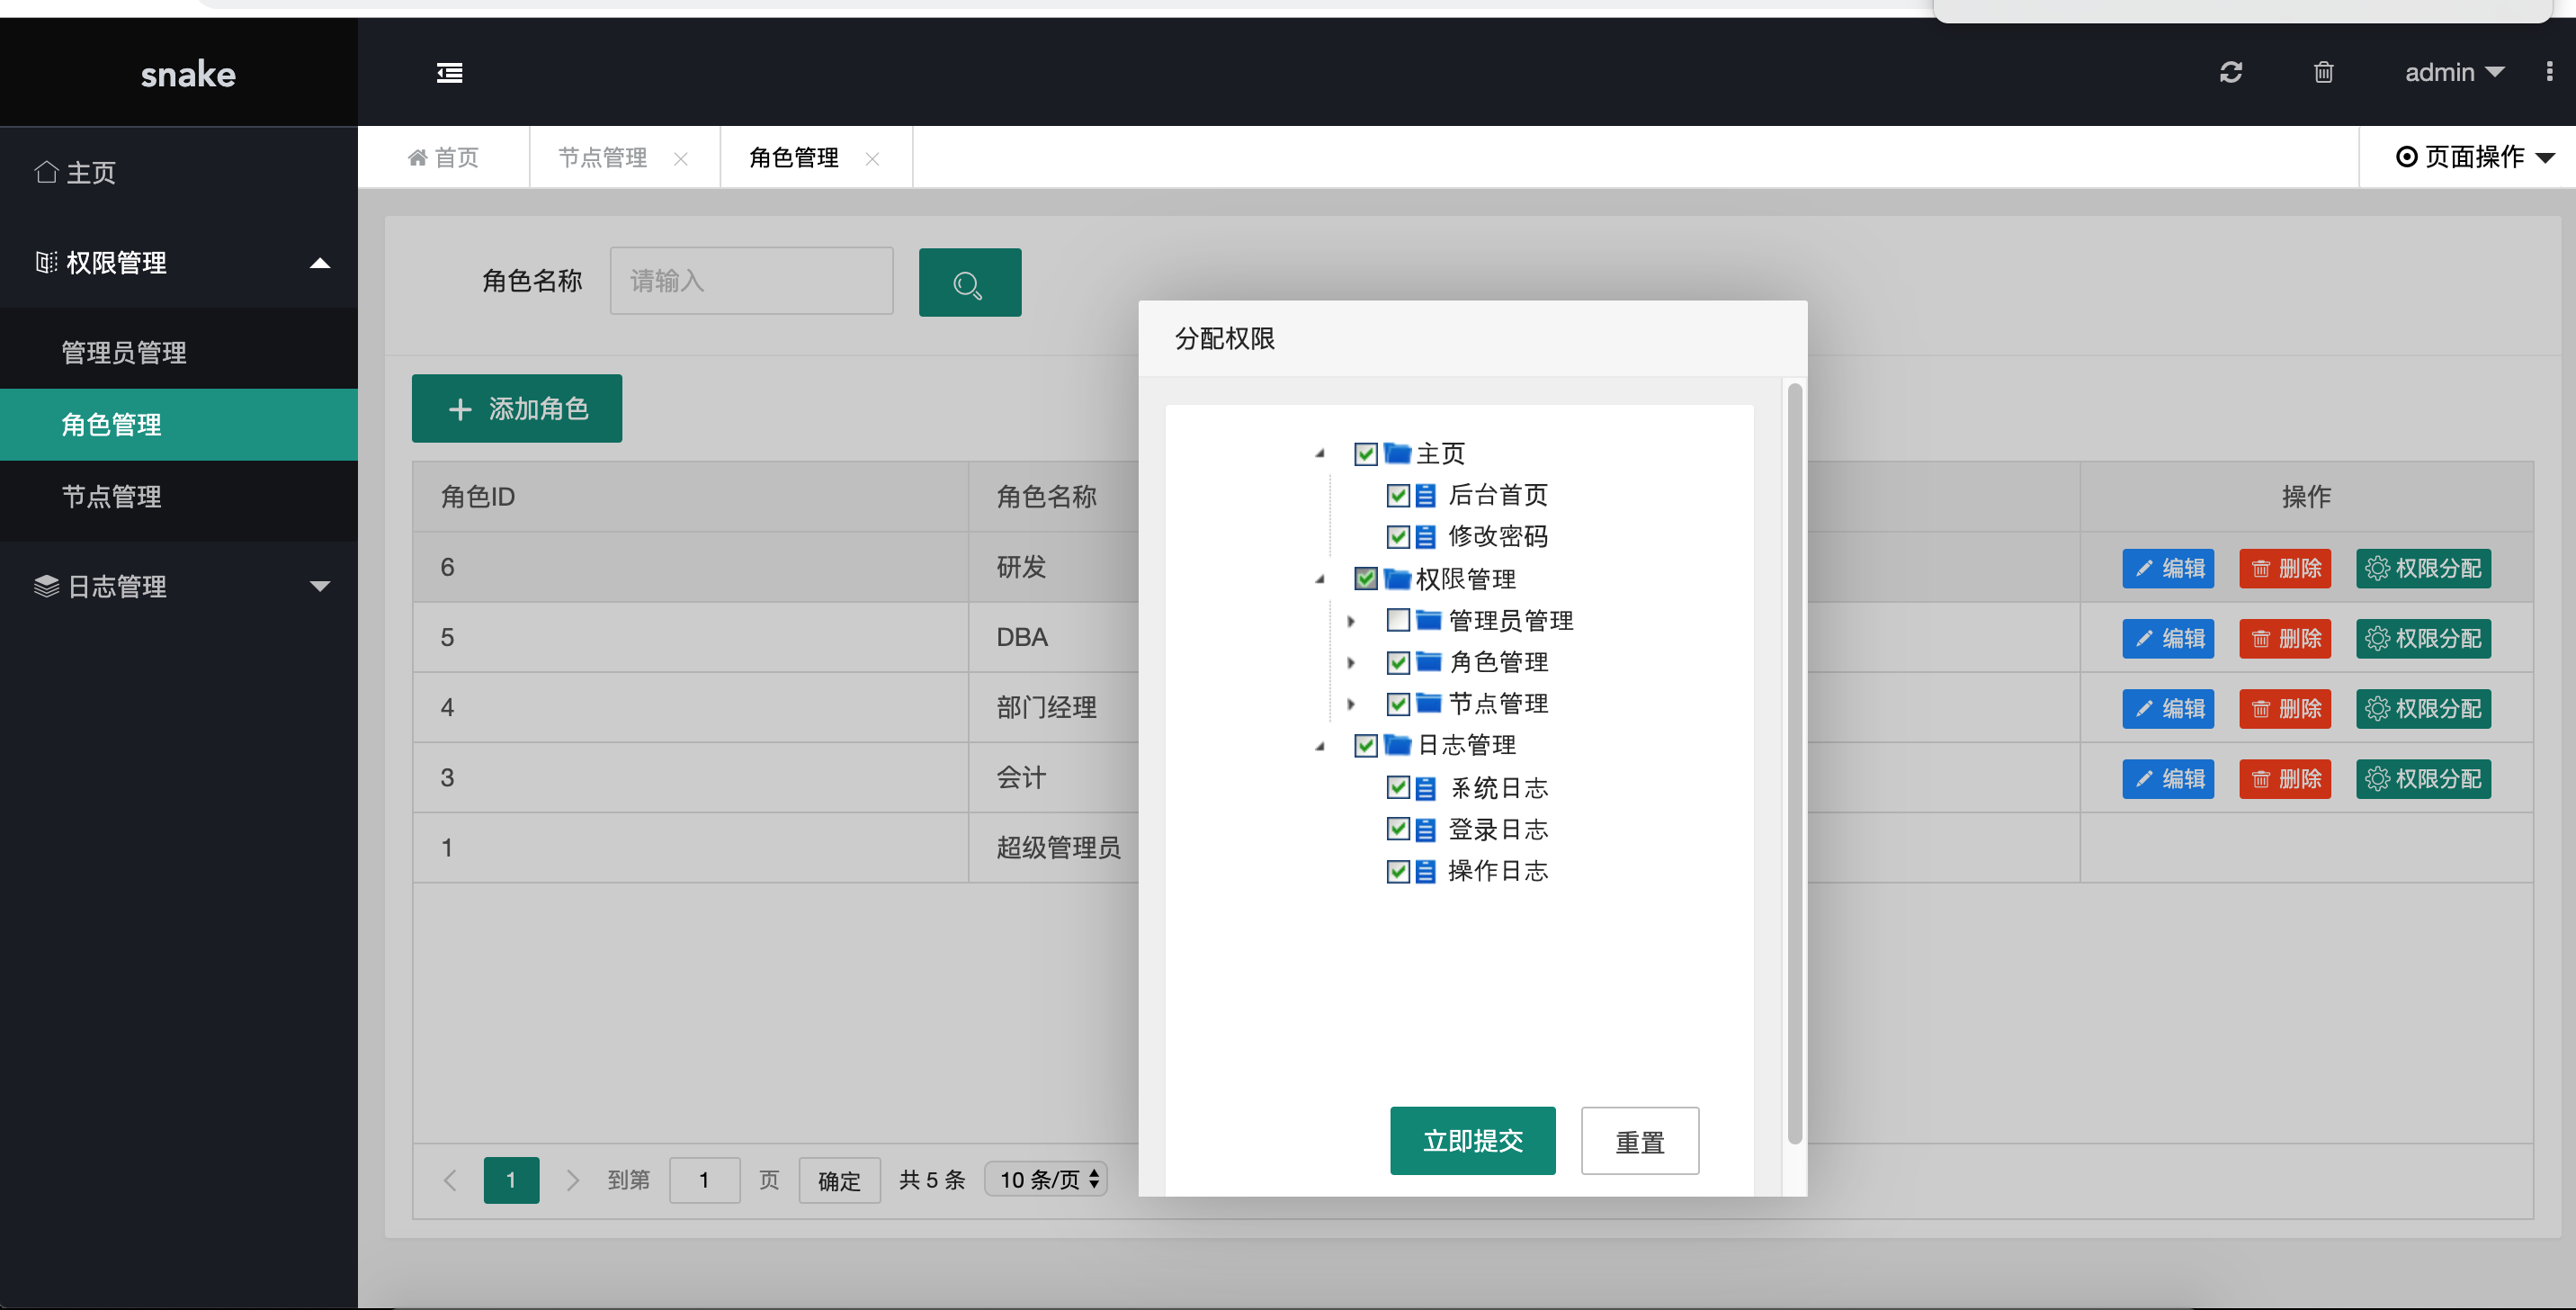 snake
admin
主页
权限管理
管理员管理
角色管理
节点管理
日志管理
首页
节点管理
角色管理
页面操作
角色名称
请输入
添加角色
角色ID
角色名称
操作
6
研发
编辑
删除
权限分配
5
DBA
编辑
删除
权限分配
4
部门经理
编辑
删除
权限分配
3
会计
编辑
删除
权限分配
1
超级管理员
1
到第
1
页
确定
共 5 条
10 条/页
分配权限
主页
后台首页
修改密码
权限管理
管理员管理
角色管理
节点管理
日志管理
系统日志
登录日志
操作日志
立即提交
重置